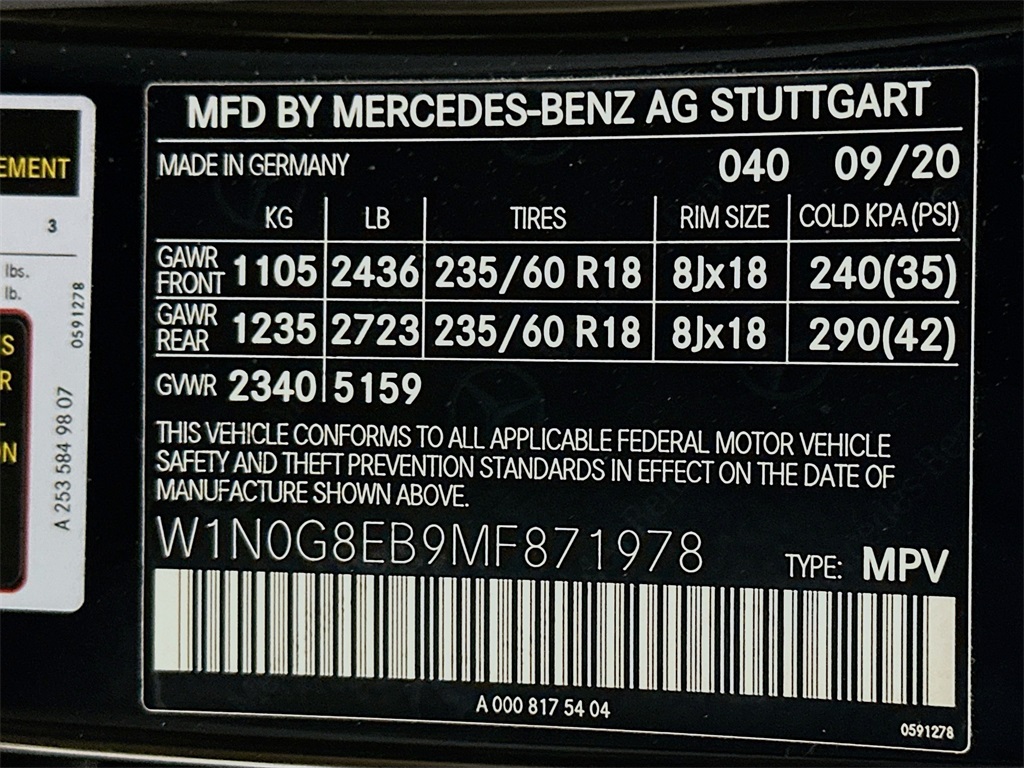 MFD BY MERCEDES-BENZ AG STUTTGART
MADE IN GERMANY 040 09/20
KG LB TIRES RIM SIZE COLD KPA (PSI)
GAWR FRONT 1105 2436 235/60 R18 8Jx18 240(35)
GAWR REAR 1235 2723 235/60 R18 8Jx18 290(42)
GVWR 2340 5159
THIS VEHICLE CONFORMS TO ALL APPLICABLE FEDERAL MOTOR VEHICLE
SAFETY AND THEFT PREVENTION STANDARDS IN EFFECT ON THE DATE OF
MANUFACTURE SHOWN ABOVE.
W1N0G8EB9MF871978 TYPE: MPV
A 000 817 54 04
0591278
EMENT
3
lbs.
lb.
S
R
ON
0591278
A 253 584 98 07